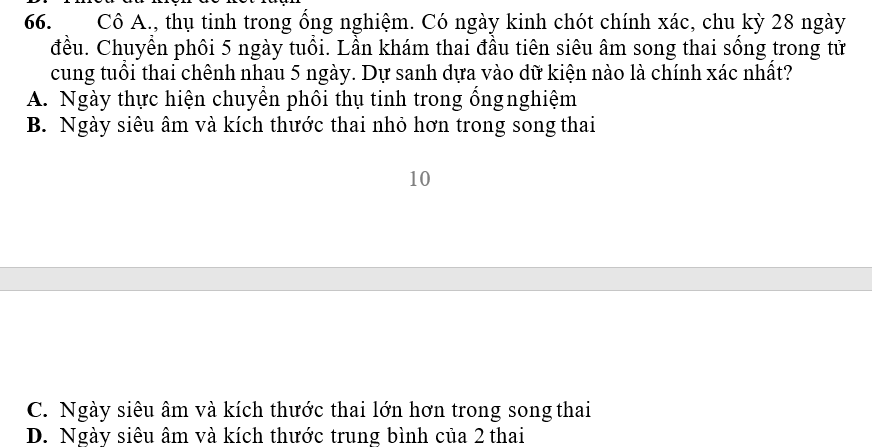 66. Cô A., thụ tinh trong ống nghiệm. Có ngày kinh chót chính xác, chu kỳ 28 ngày
đều. Chuyển phôi 5 ngày tuổi. Lần khám thai đầu tiên siêu âm song thai sống trong tử
cung tuổi thai chênh nhau 5 ngày. Dự sanh dựa vào dữ kiện nào là chính xác nhất?
A. Ngày thực hiện chuyển phôi thụ tinh trong ống nghiệm
B. Ngày siêu âm và kích thước thai nhỏ hơn trong song thai
10
C. Ngày siêu âm và kích thước thai lớn hơn trong song thai
D. Ngày siêu âm và kích thước trung bình của 2 thai